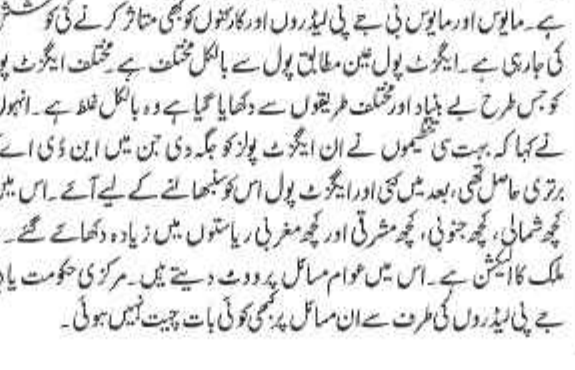 ہے۔مایوس اور مایوس بی جے پی لیڈروں اور کارکنوں کو بھی متاثر کرنے کی کو
کی جارہی ہے۔ایگزٹ پول عین مطابق پول سے بالکل مختلف ہے۔مختلف ایگزٹ پو
کو جس طرح بے بنیاد اور مختلف طریقوں سے دکھایا گیا ہے وہ بالکل غلط ہے۔انہوں
نے کہا کہ بہت سی تنظیموں نے ان ایگزٹ پولز کو جگہ دی جن میں این ڈی اے
برتری حاصل تھی، بعد میں کئی اور ایگزٹ پول اس کو سنبھالنے کے لیے آئے۔اس میں
کچھ شمالی، کچھ جنوبی، کچھ مشرقی اور کچھ مغربی ریاستوں میں زیادہ دکھائے گئے۔
ملک کا الیکشن ہے۔اس میں عوام مسائل پر ووٹ دیتے ہیں۔مرکزی حکومت یا
جے پی لیڈروں کی طرف سے ان مسائل پر کبھی کوئی بات چیت نہیں ہوئی۔